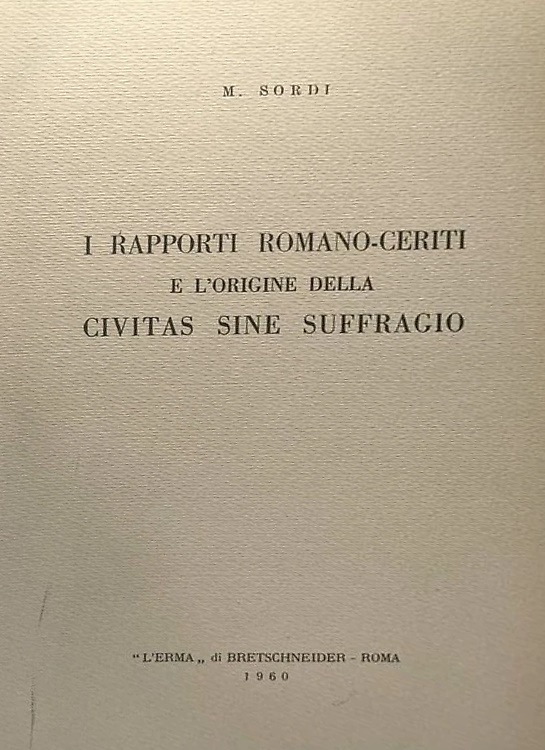 M. SORDI
I RAPPORTI ROMANO-CERITI
E L'ORIGINE DELLA
CIVITAS SINE SUFFRAGIO
“L'ERMA„ di BRETSCHNEIDER - ROMA
1960